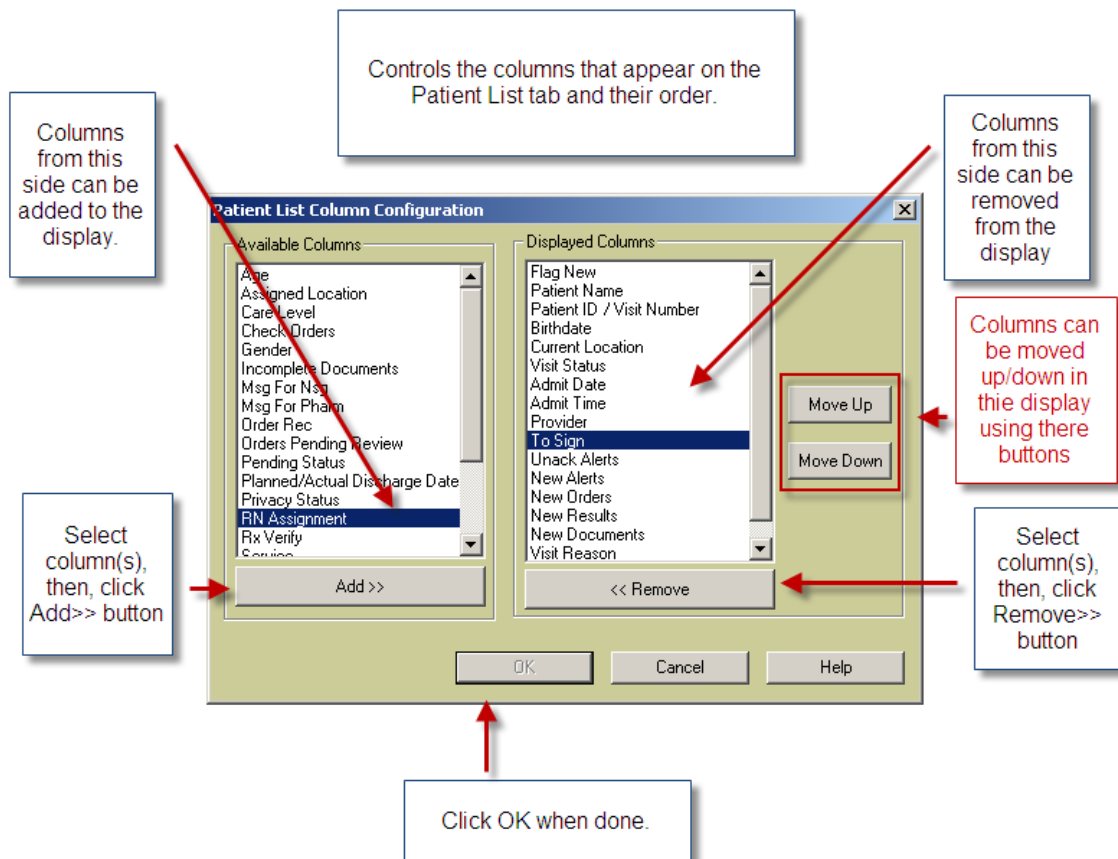 Controls the columns that appear on the
Patient List tab and their order.
Columns
from this
side can be
added to the
display.
Columns
from this
side can be
removed
from the
display
Patient List Column Configuration
Available Columns
Age
Assigned Location
Care Level
Check Orders
Gender
Incomplete Documents
Msg For Nsg
Msg For Pharm
Order Rec
Orders Pending Review
Pending Status
Planned/Actual Discharge Date
Privacy Status
RN Assignment
Rx Verify
Service
Add >>
Displayed Columns
Flag New
Patient Name
Patient ID / Visit Number
Birthdate
Current Location
Visit Status
Admit Date
Admit Time
Provider
To Sign
Unack Alerts
New Alerts
New Orders
New Results
New Documents
Visit Reason
<< Remove
Move Up
Move Down
Columns can
be moved
up/down in
thie display
using there
buttons
Select
column(s),
then, click
Add>> button
Select
column(s),
then, click
Remove>>
button
OK
Cancel
Help
Click OK when done.